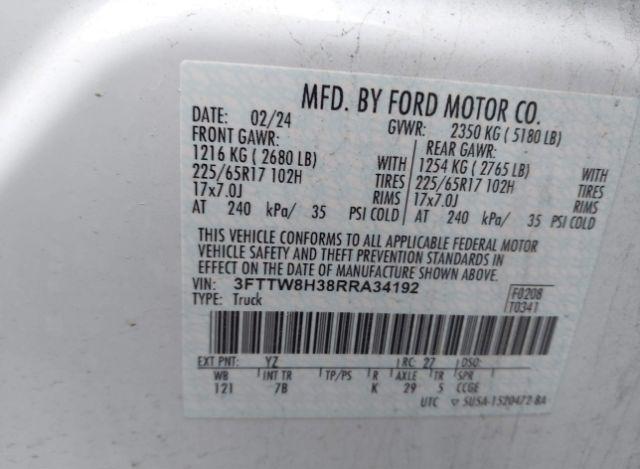 MFD. BY FORD MOTOR CO.
DATE: 02/24 GVWR: 2350 KG ( 5180 LB)
FRONT GAWR: REAR GAWR:
1216 KG ( 2680 LB) WITH 1254 KG ( 2765 LB) WITH
225/65R17 102H TIRES 225/65R17 102H TIRES
17x7.0J RIMS 17x7.0J RIMS
AT 240 kPa/ 35 PSI COLD AT 240 kPa/ 35 PSI COLD
THIS VEHICLE CONFORMS TO ALL APPLICABLE FEDERAL MOTOR
VEHICLE SAFETY AND THEFT PREVENTION STANDARDS IN
EFFECT ON THE DATE OF MANUFACTURE SHOWN ABOVE.
VIN: 3FTTW8H38RRA34192 F0208
TYPE: Truck T0341
EXT PNT: YZ RC: 27 DSO:
WB INT TR TP/PS R AXLE TR SPR
121 7B K 29 5 CCGE
UTC ▽ 5U5A-1520472-BA